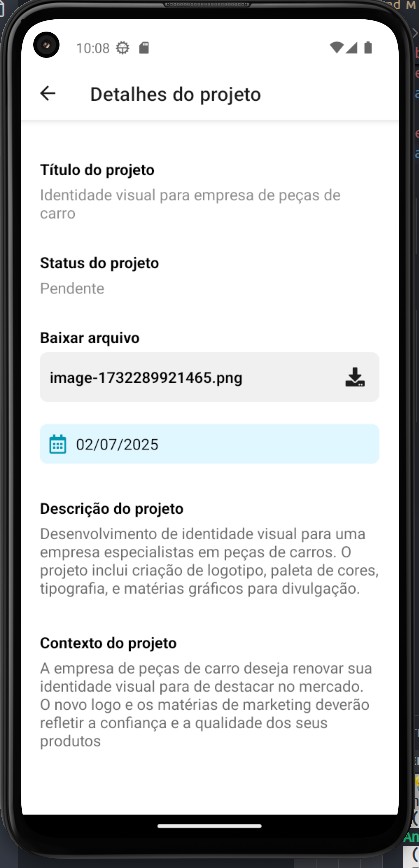 10:08
Detalhes do projeto
Título do projeto
Identidade visual para empresa de peças de
carro
Status do projeto
Pendente
Baixar arquivo
image-1732289921465.png
02/07/2025
Descrição do projeto
Desenvolvimento de identidade visual para uma
empresa especialistas em peças de carros. O
projeto inclui criação de logotipo, paleta de cores,
tipografia, e matérias gráficos para divulgação.
Contexto do projeto
A empresa de peças de carro deseja renovar sua
identidade visual para de destacar no mercado.
O novo logo e os matérias de marketing deverão
refletir a confiança e a qualidade dos seus
produtos